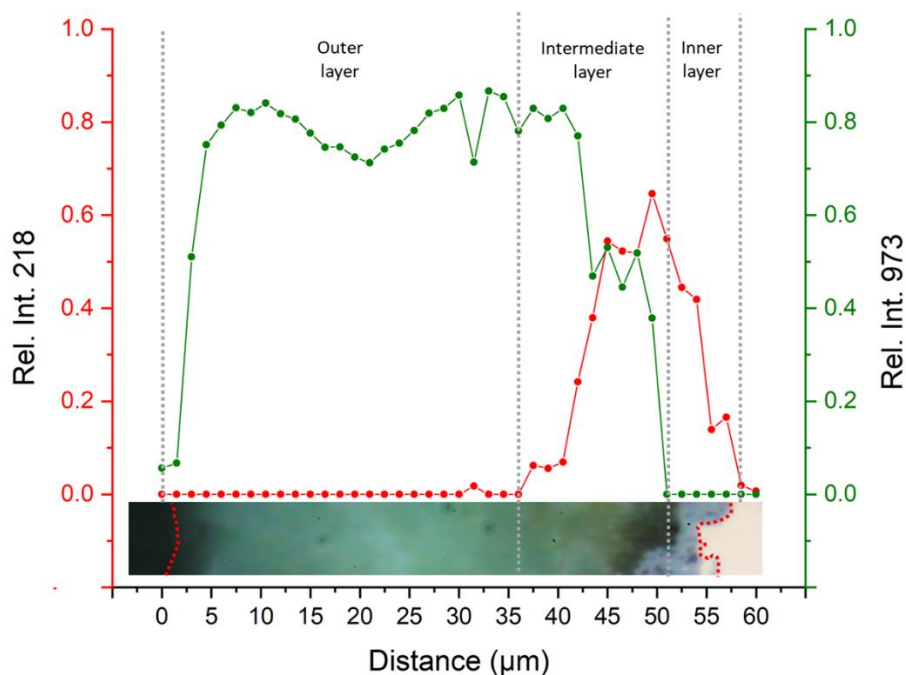 Outer
layer
Intermediate
layer
Inner
layer
1.0
0.8
0.6
0.4
0.2
0.0
Rel. Int. 218
1.0
0.8
0.6
0.4
0.2
0.0
Rel. Int. 973
0 5 10 15 20 25 30 35 40 45 50 55 60
Distance (µm)